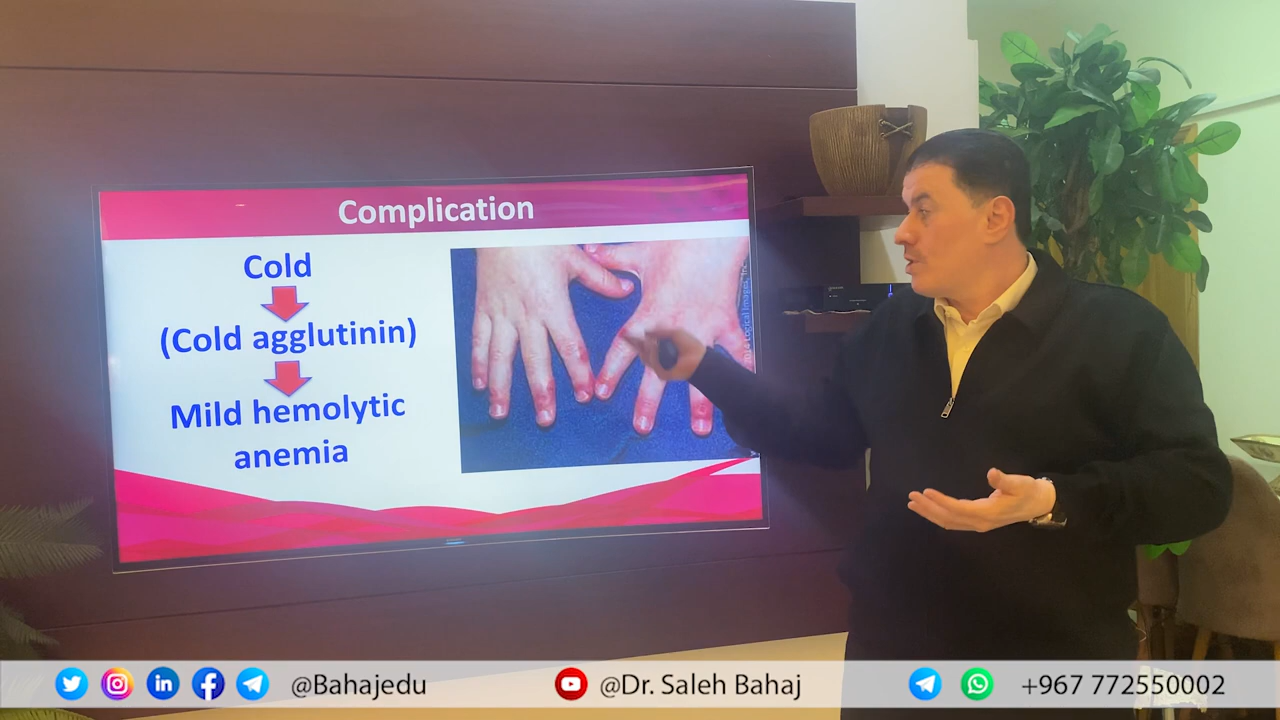 Complication
Cold
(Cold agglutinin)
Mild hemolytic
anemia
@Bahajedu
@Dr. Saleh Bahaj
+967 772550002